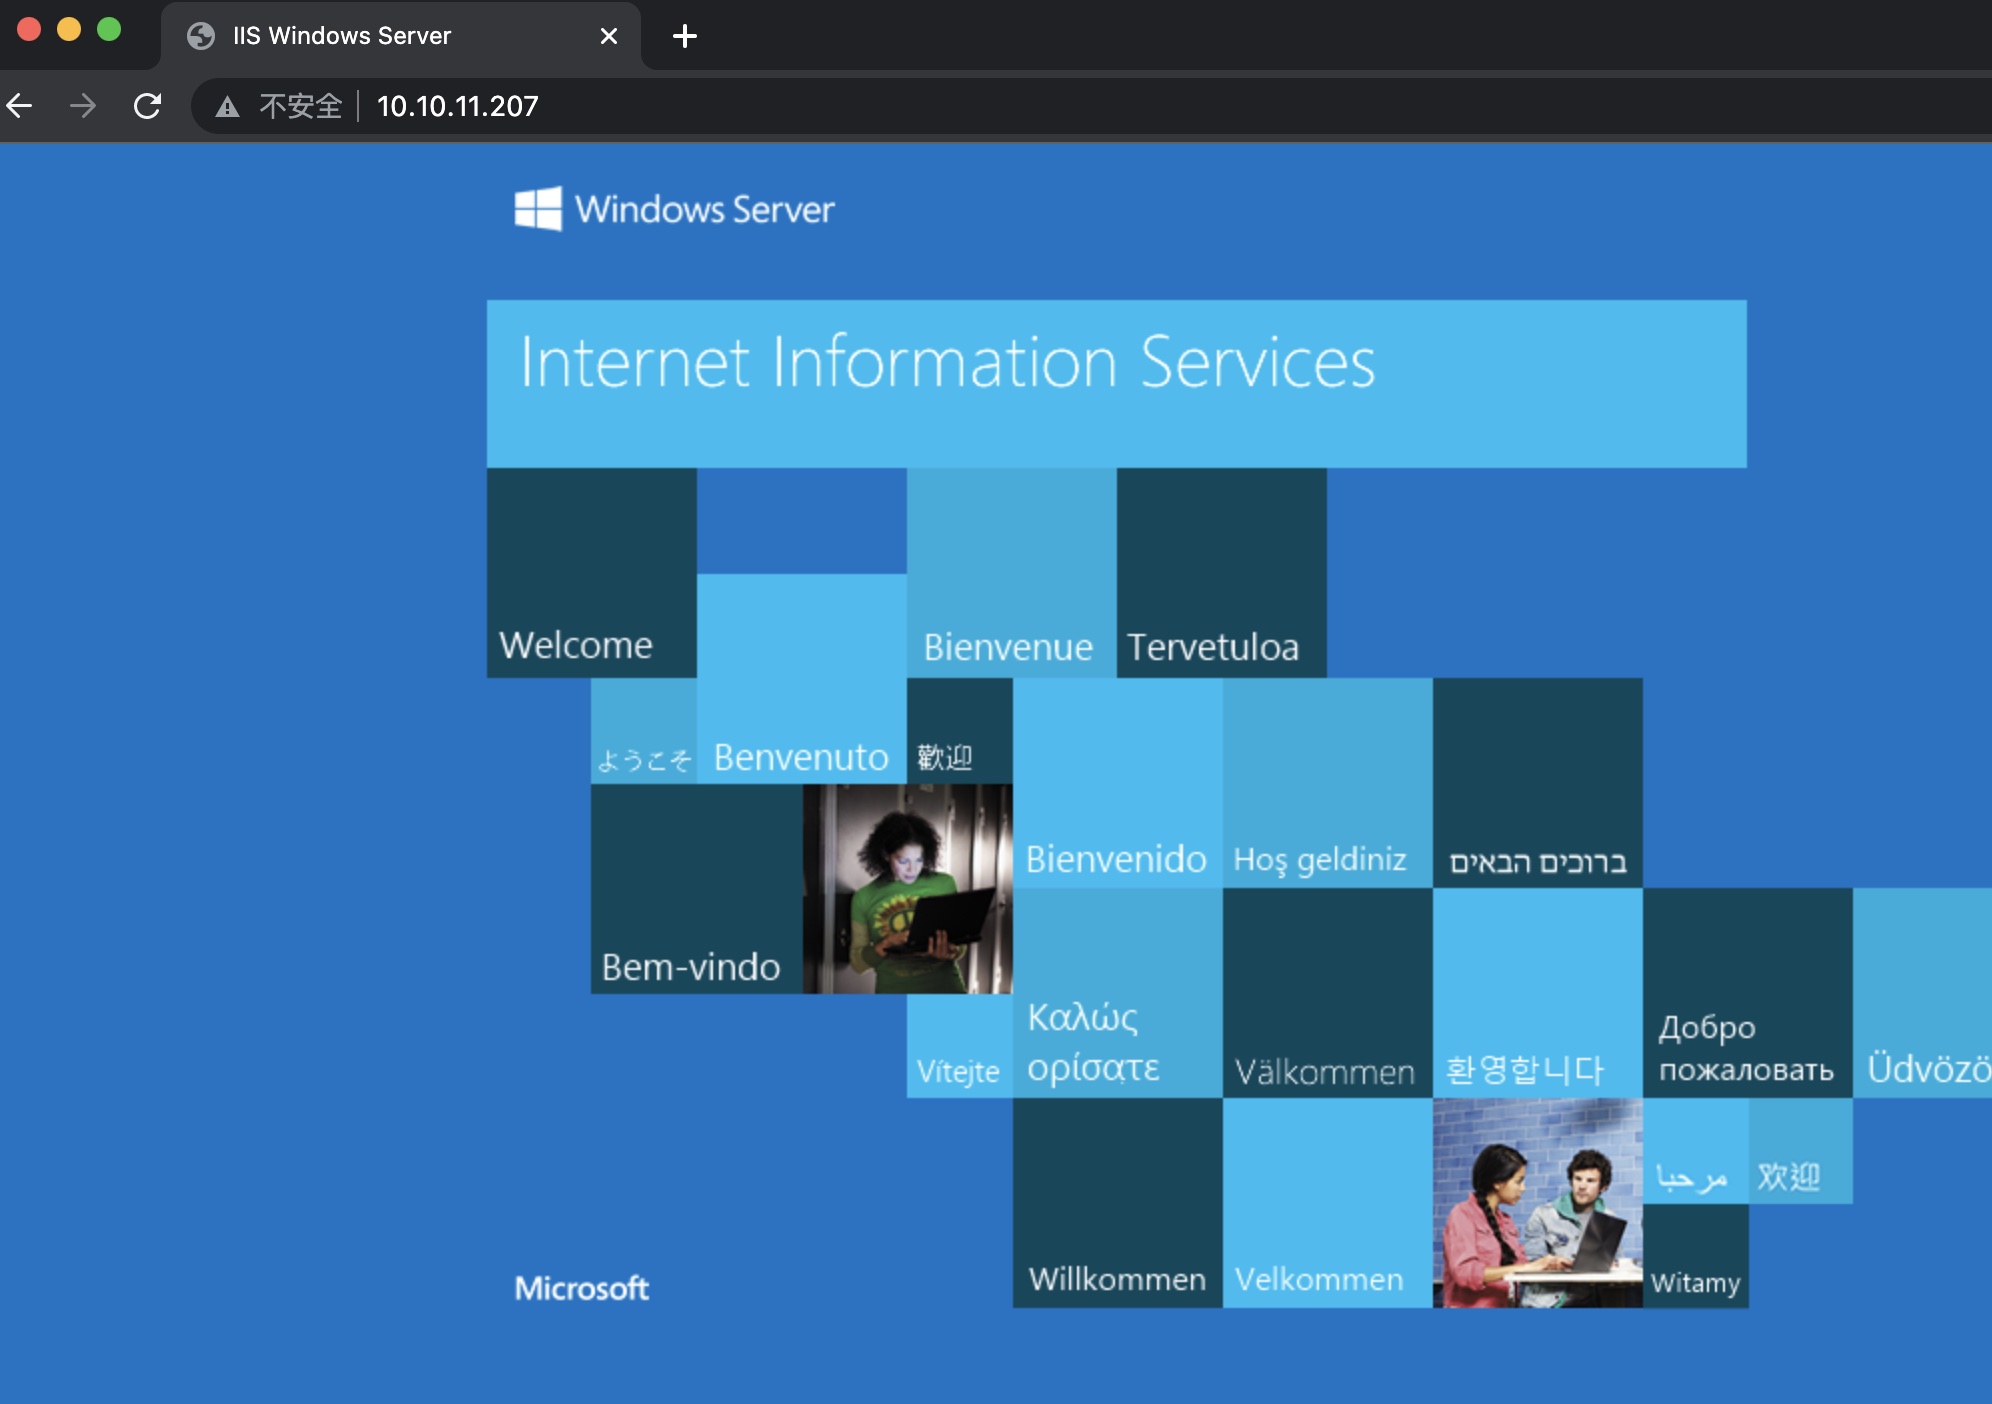 IIS Windows Server
不安全
10.10.11.207
Windows Server
Internet Information Services
Welcome
Bienvenue
Tervetuloa
ようこそ
Benvenuto
歡迎
Bienvenido
Hoş geldiniz
ברוכים הבאים
Bem-vindo
Vítejte
Καλώς
ορίσατε
Välkommen
환영합니다
Добро
пожаловать
Üdvözö
Willkommen
Velkommen
مرحبا
欢迎
Witamy
Microsoft